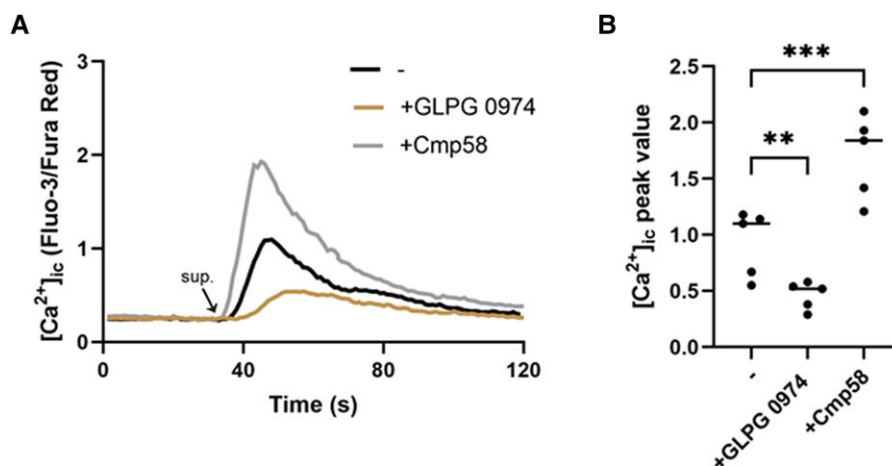 A
[Ca2+]ic (Fluo-3/Fura Red)
3
2
1
0
-
+GLPG 0974
+Cmp58
sup.
0
40
80
120
Time (s)
B
[Ca2+]ic peak value
2.5
2.0
1.5
1.0
0.5
0.0
***
**
-
+GLPG 0974
+Cmp58